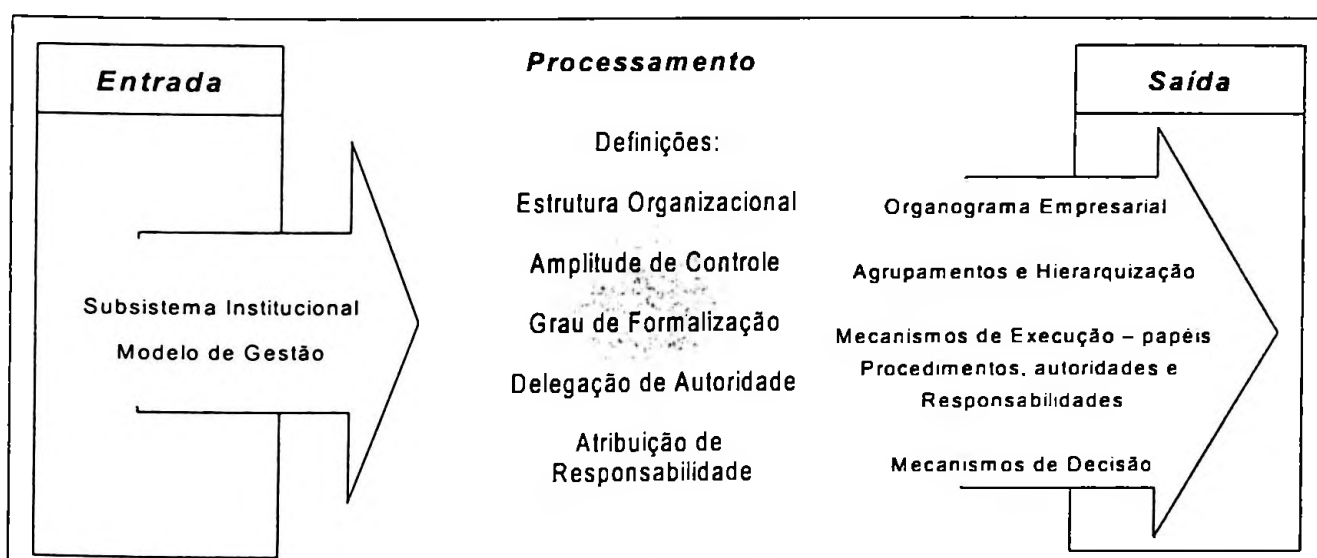 Entrada
Subsistema Institucional
Modelo de Gestão
Processamento
Definições:
Estrutura Organizacional
Amplitude de Controle
Grau de Formalização
Delegação de Autoridade
Atribuição de
Responsabilidade
Saída
Organograma Empresarial
Agrupamentos e Hierarquização
Mecanismos de Execução – papéis
Procedimentos, autoridades e
Responsabilidades
Mecanismos de Decisão